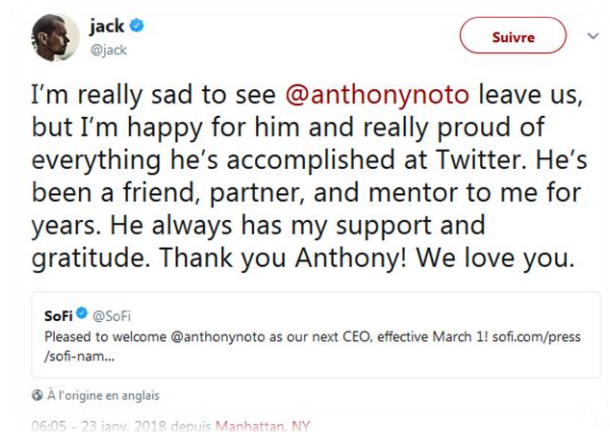 jack
@jack
Suivre
I'm really sad to see @anthonynoto leave us,
but I'm happy for him and really proud of
everything he's accomplished at Twitter. He's
been a friend, partner, and mentor to me for
years. He always has my support and
gratitude. Thank you Anthony! We love you.
SoFi @SoFi
Pleased to welcome @anthonynoto as our next CEO, effective March 1! sofi.com/press
/sofi-nam...
À l'origine en anglais
06:05 - 23 janv. 2018 depuis Manhattan, NY